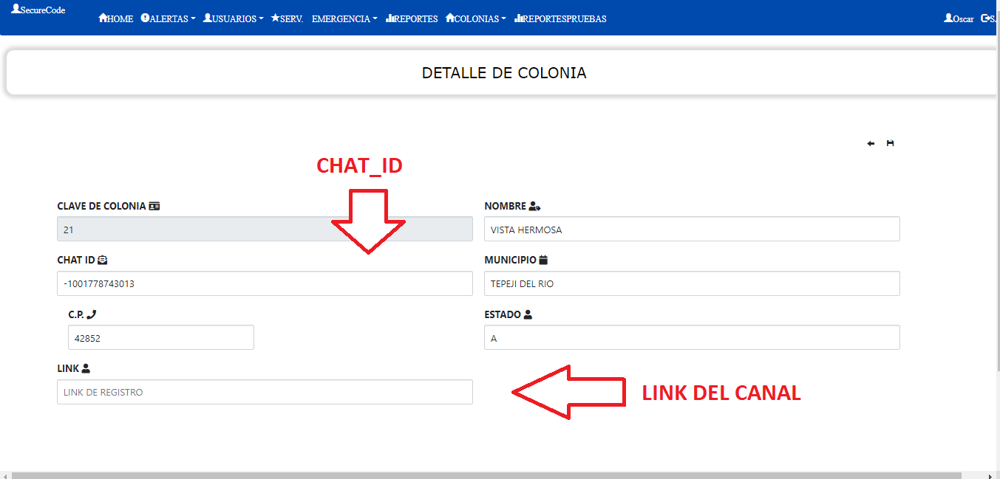 SecureCode
HOME ALERTAS USUARIOS SERV. EMERGENCIA REPORTES COLONIAS REPORTESPRUEBAS Oscar
DETALLE DE COLONIA
CHAT_ID
CLAVE DE COLONIA NOMBRE
21 VISTA HERMOSA
CHAT ID MUNICIPIO
-1001778743013 TEPEJI DEL RIO
C.P. ESTADO
42852 A
LINK
LINK DE REGISTRO
LINK DEL CANAL